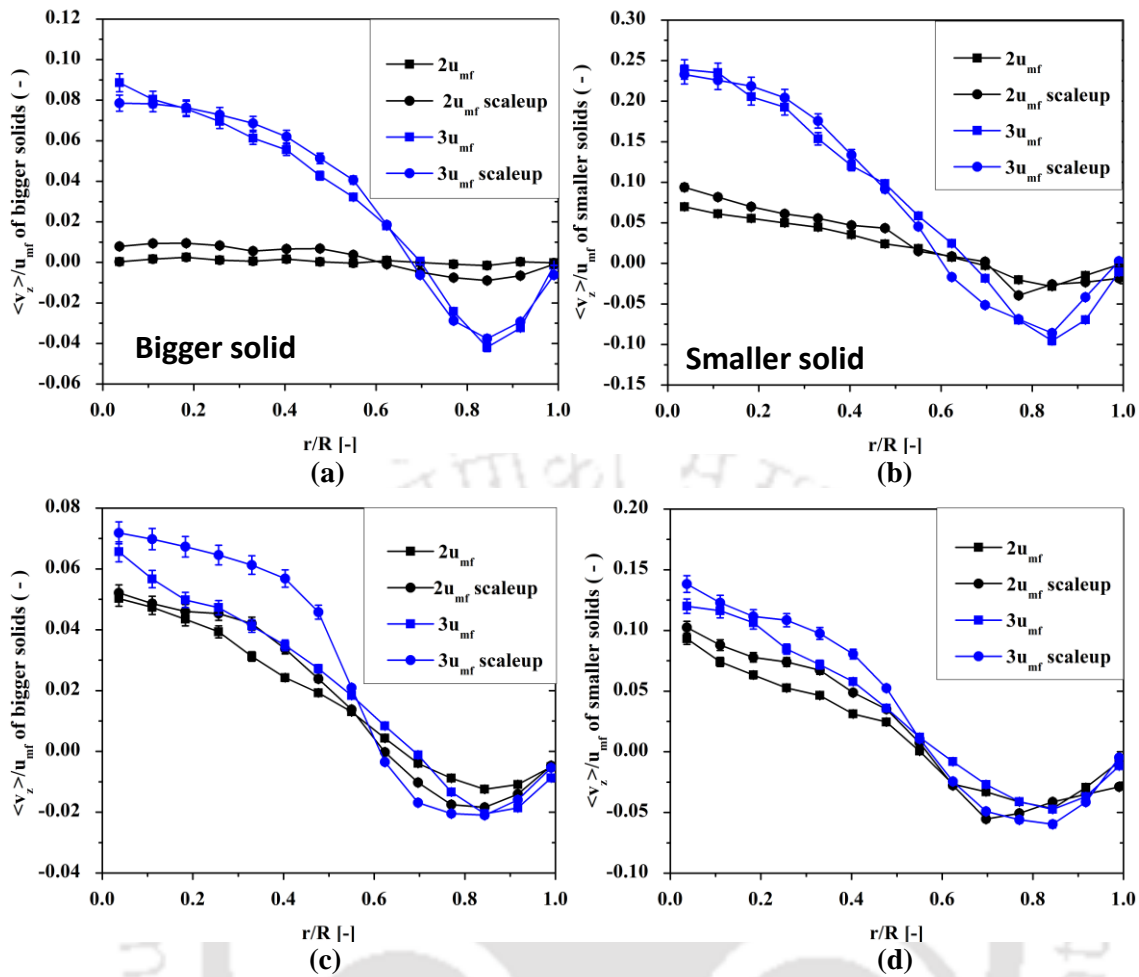 0.12
0.10
0.08
0.06
0.04
0.02
0.00
-0.02
-0.04
-0.06
<v_z>/u_mf of bigger solids ( - )
2u_mf
2u_mf scaleup
3u_mf
3u_mf scaleup
Bigger solid
0.0 0.2 0.4 0.6 0.8 1.0
r/R [-]
(a)
0.30
0.25
0.20
0.15
0.10
0.05
0.00
-0.05
-0.10
-0.15
<v_z>/u_mf of smaller solids ( - )
2u_mf
2u_mf scaleup
3u_mf
3u_mf scaleup
Smaller solid
0.0 0.2 0.4 0.6 0.8 1.0
r/R [-]
(b)
0.08
0.06
0.04
0.02
0.00
-0.02
-0.04
<v_z>/u_mf of bigger solids ( - )
2u_mf
2u_mf scaleup
3u_mf
3u_mf scaleup
0.0 0.2 0.4 0.6 0.8 1.0
r/R [-]
(c)
0.20
0.15
0.10
0.05
0.00
-0.05
-0.10
<v_z>/u_mf of smaller solids ( - )
2u_mf
2u_mf scaleup
3u_mf
3u_mf scaleup
0.0 0.2 0.4 0.6 0.8 1.0
r/R [-]
(d)